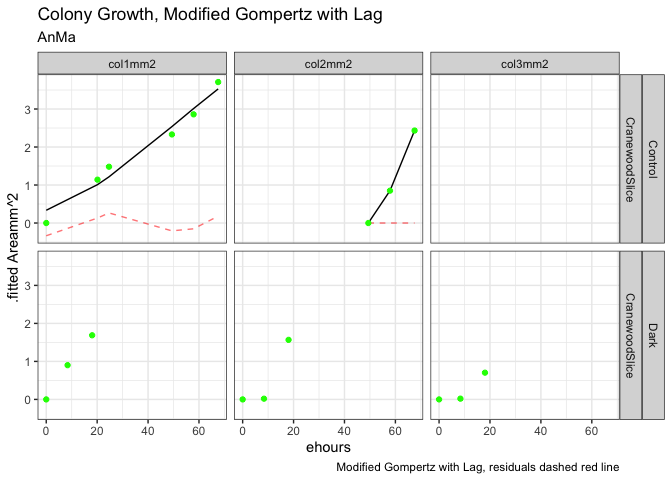 Colony Growth, Modified Gompertz with Lag
AnMa
col1mm2
col2mm2
col3mm2
3
2
1
0
CranewoodSlice
Control
.fitted Areamm^2
3
2
1
0
CranewoodSlice
Dark
0
20
40
60
0
20
40
60
0
20
40
60
ehours
Modified Gompertz with Lag, residuals dashed red line